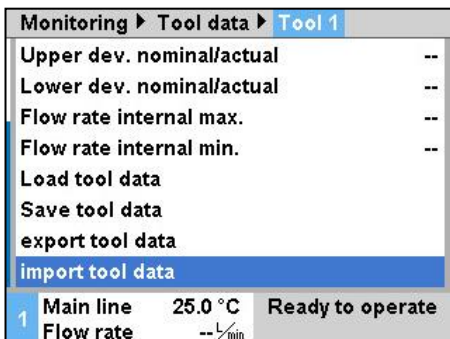 Monitoring ▶ Tool data ▶ Tool 1
Upper dev. nominal/actual --
Lower dev. nominal/actual --
Flow rate internal max. --
Flow rate internal min. --
Load tool data
Save tool data
export tool data
import tool data
1 Main line 25.0 °C Ready to operate
Flow rate -- L/min